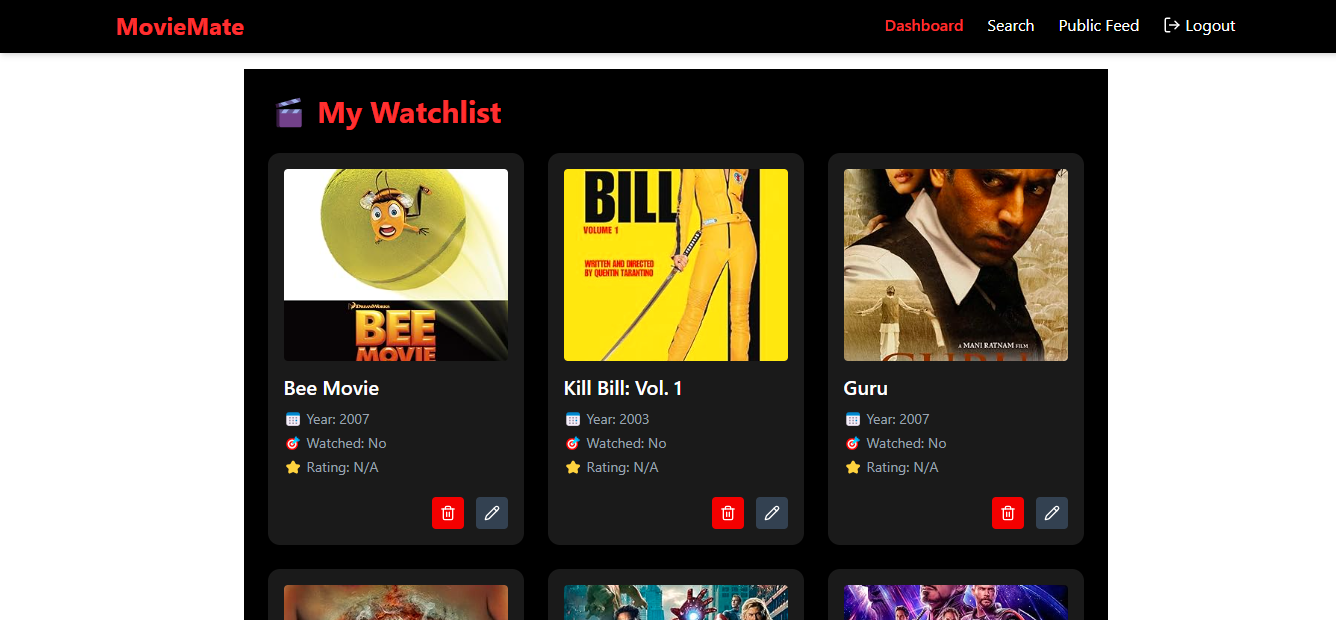 MovieMate
Dashboard Search Public Feed Logout
My Watchlist
DREAMWORKS
BEE
MOVIE
Bee Movie
Year: 2007
Watched: No
Rating: N/A
BILL
VOLUME 1
WRITTEN AND DIRECTED
BY QUENTIN TARANTINO
Kill Bill: Vol. 1
Year: 2003
Watched: No
Rating: N/A
A MANI RATNAM FILM
GURU
Guru
Year: 2007
Watched: No
Rating: N/A